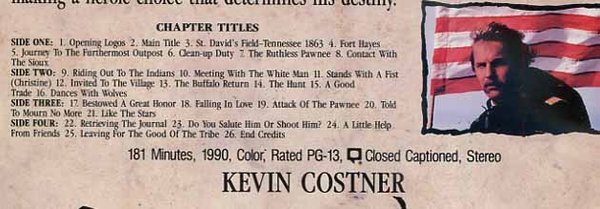 making a heroic choice that determines his destiny.
CHAPTER TITLES
SIDE ONE: 1. Opening Logos 2. Main Title 3. St. David's Field–Tennessee 1863 4. Fort Hayes
5. Journey To The Furthermost Outpost 6. Clean-up Duty 7. The Ruthless Pawnee 8. Contact With
The Sioux
SIDE TWO: 9. Riding Out To The Indians 10. Meeting With The White Man 11. Stands With A Fist
(Christine) 12. Invited To The Village 13. The Buffalo Return 14. The Hunt 15. A Good
Trade 16. Dances With Wolves
SIDE THREE: 17. Bestowed A Great Honor 18. Falling In Love 19. Attack Of The Pawnee 20. Told
To Mourn No More 21. Like The Stars
SIDE FOUR: 22. Retrieving The Journal 23. Do You Salute Him Or Shoot Him? 24. A Little Help
From Friends 25. Leaving For The Good Of The Tribe 26. End Credits
181 Minutes, 1990, Color, Rated PG-13, Closed Captioned, Stereo
KEVIN COSTNER